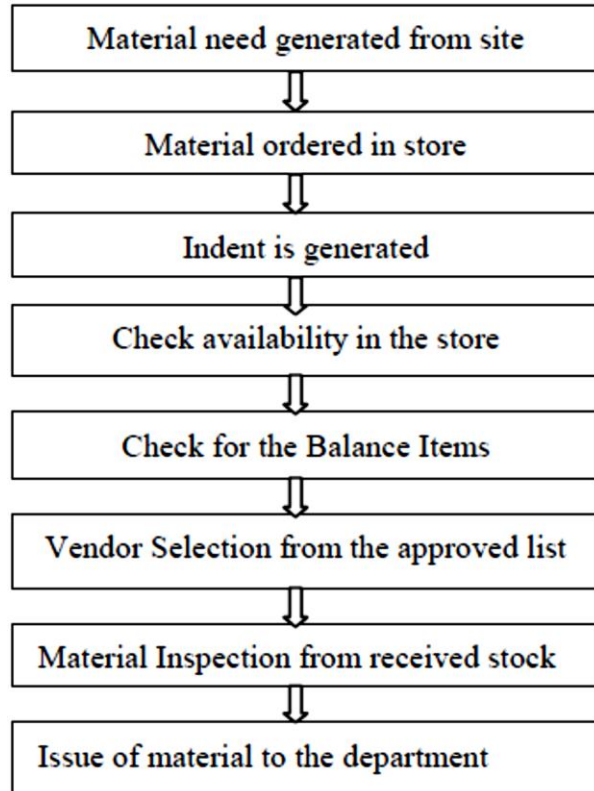 Material need generated from site
Material ordered in store
Indent is generated
Check availability in the store
Check for the Balance Items
Vendor Selection from the approved list
Material Inspection from received stock
Issue of material to the department